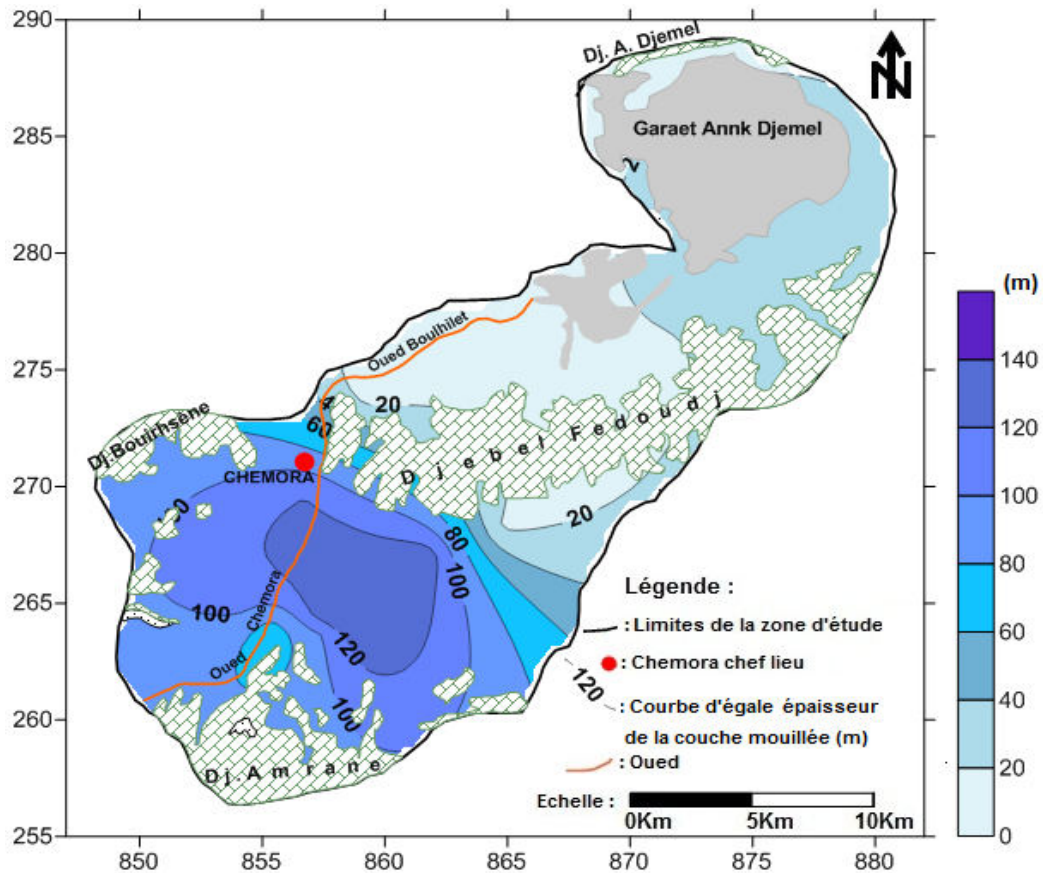 290
285
280
275
270
265
260
255
850
855
860
865
870
875
880
Dj. A. Djemel
N
Garaet Annk Djemel
2
Oued Boulhilet
20
4
60
Dj.Bouirhsène
CHEMORA
Djebel Fedoudj
20
80
100
100
120
100
Oued Chemora
Dj.Amrane
(m)
140
120
100
80
60
40
20
0
Légende :
: Limites de la zone d'étude
: Chemora chef lieu
120
: Courbe d'égale épaisseur
de la couche mouillée (m)
: Oued
Echelle :
0Km
5Km
10Km